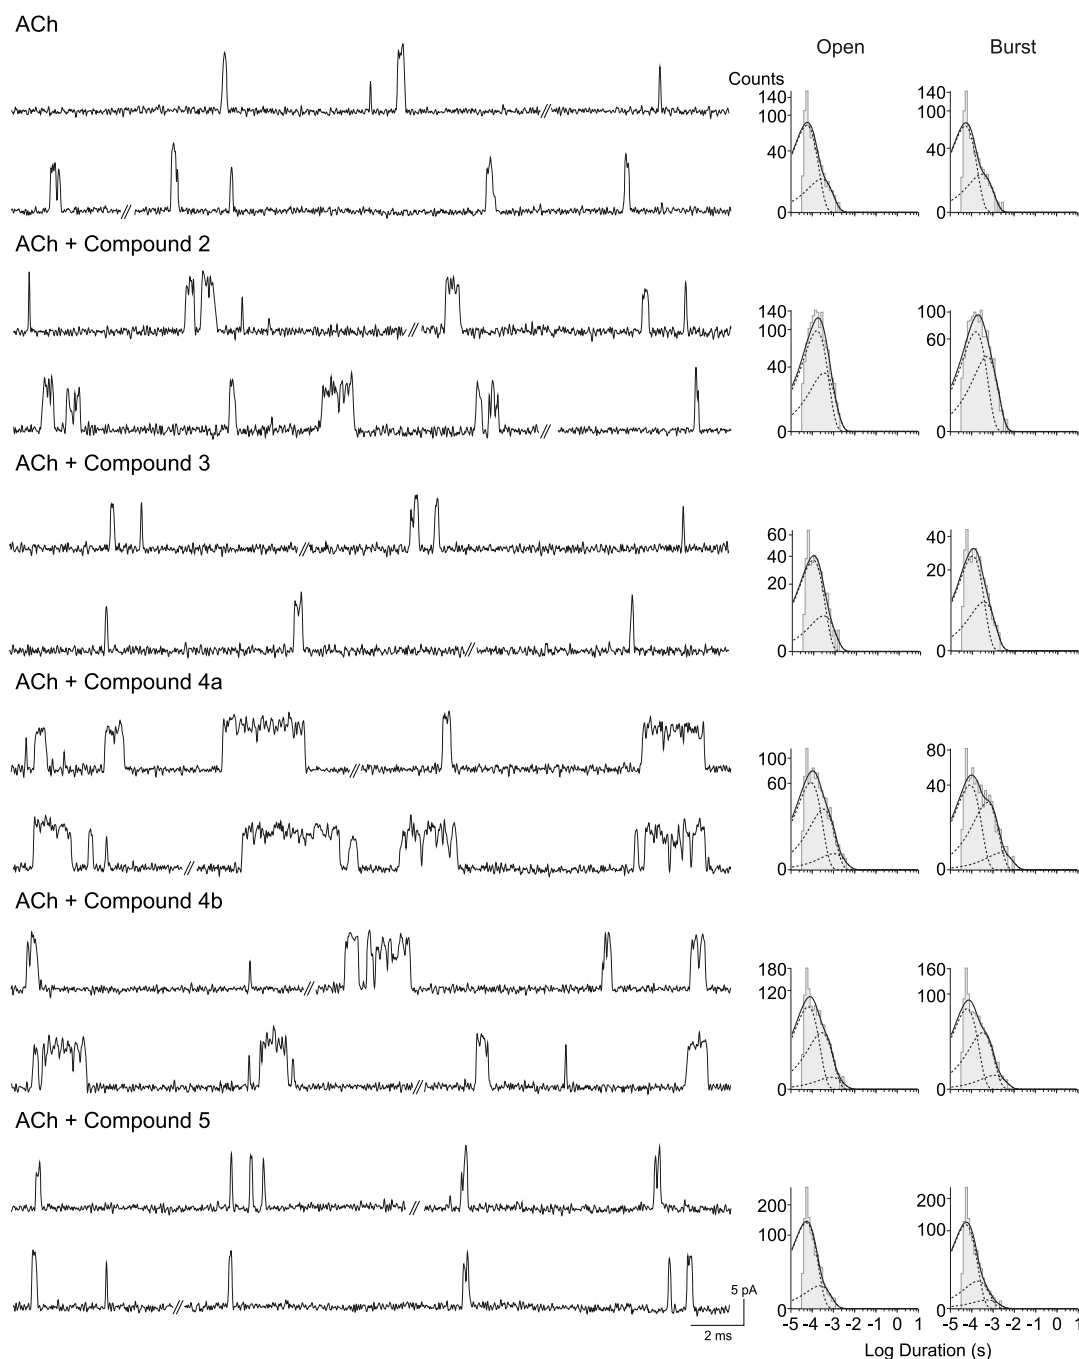 ACh
Open Burst
Counts
140 140
100 100
40 40
0 0
ACh + Compound 2
140 100
100 60
40 40
0 0
ACh + Compound 3
60 40
40 20
20
0 0
ACh + Compound 4a
100 80
60 40
0 0
ACh + Compound 4b
180 160
120 100
0 0
ACh + Compound 5
200 200
100 100
5 pA
0 0
2 ms
-5 -4 -3 -2 -1 0 1 -5 -4 -3 -2 -1 0 1
Log Duration (s)